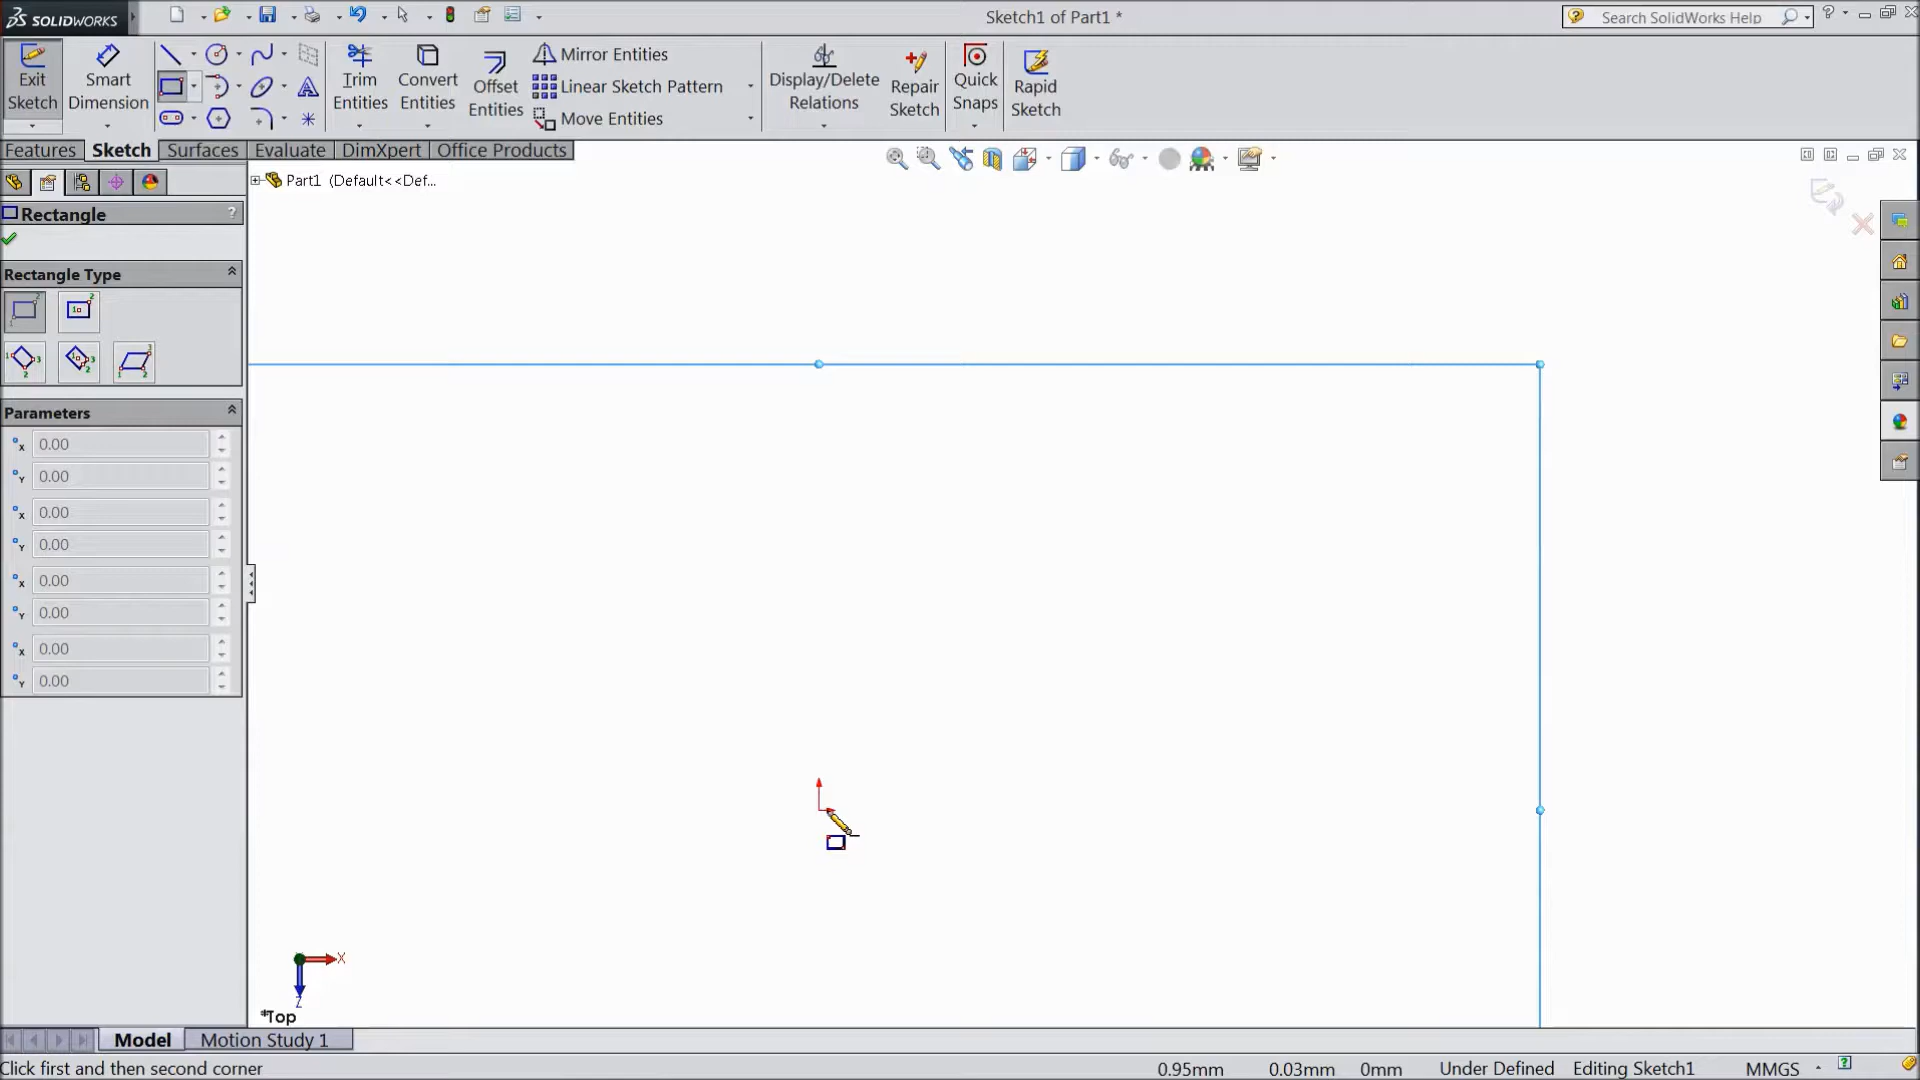 SOLIDWORKS
Sketch1 of Part1 *
Search SolidWorks Help
?
Exit Sketch
Smart Dimension
Trim Entities
Convert Entities
Offset Entities
Mirror Entities
Linear Sketch Pattern
Move Entities
Display/Delete Relations
Repair Sketch
Quick Snaps
Rapid Sketch
Features Sketch Surfaces Evaluate DimXpert Office Products
Part1 (Default<<Def...
Rectangle ?
Rectangle Type
Parameters
X 0.00
Y 0.00
X 0.00
Y 0.00
X 0.00
Y 0.00
X 0.00
Y 0.00
X
Z
*Top
Model Motion Study 1
Click first and then second corner 0.95mm 0.03mm 0mm Under Defined Editing Sketch1 MMGS ?